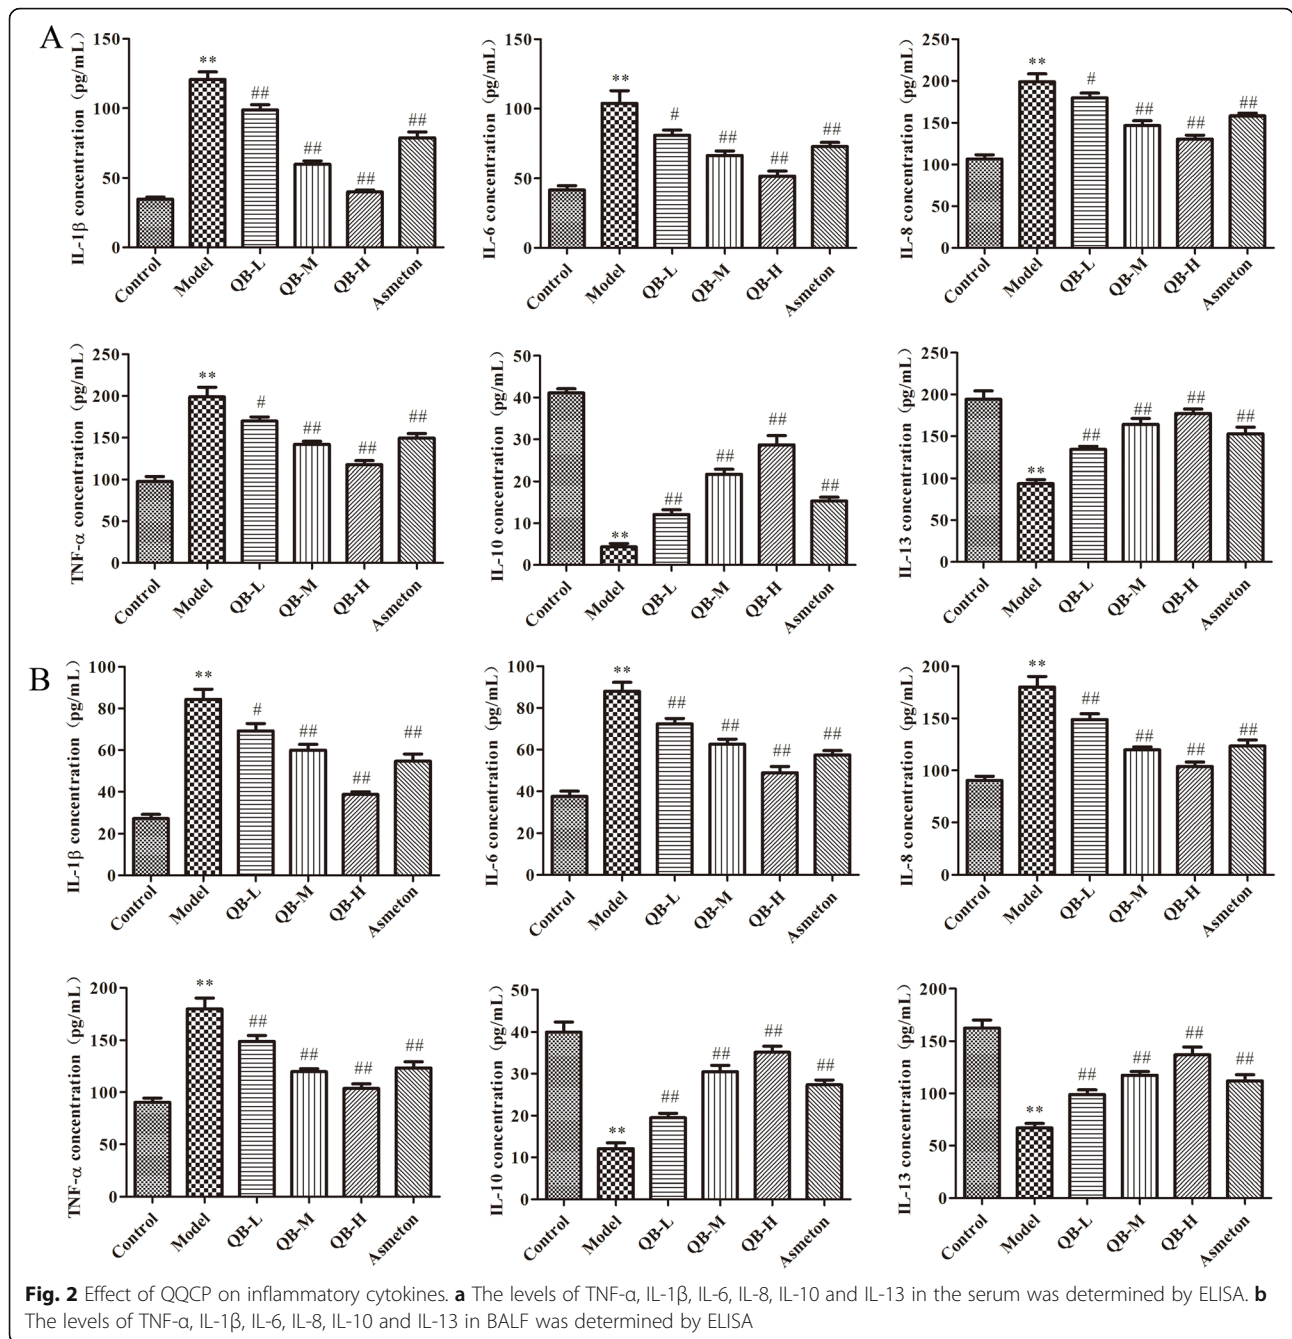 A
IL-1β concentration（pg/mL）
150
100
50
0
**
##
##
##
##
Control
Model
QB-L
QB-M
QB-H
Asmeton
IL-6 concentration（pg/mL）
150
100
50
0
**
#
##
##
##
Control
Model
QB-L
QB-M
QB-H
Asmeton
IL-8 concentration（pg/mL）
250
200
150
100
50
0
**
#
##
##
##
Control
Model
QB-L
QB-M
QB-H
Asmeton
TNF-α concentration（pg/mL）
250
200
150
100
50
0
**
#
##
##
##
Control
Model
QB-L
QB-M
QB-H
Asmeton
IL-10 concentration（pg/mL）
50
40
30
20
10
0
**
##
##
##
##
Control
Model
QB-L
QB-M
QB-H
Asmeton
IL-13 concentration（pg/mL）
250
200
150
100
50
0
**
##
##
##
##
Control
Model
QB-L
QB-M
QB-H
Asmeton
B
IL-1β concentration（pg/mL）
100
80
60
40
20
0
**
#
##
##
##
Control
Model
QB-L
QB-M
QB-H
Asmeton
IL-6 concentration（pg/mL）
100
80
60
40
20
0
**
##
##
##
##
Control
Model
QB-L
QB-M
QB-H
Asmeton
IL-8 concentration（pg/mL）
200
150
100
50
0
**
##
##
##
##
Control
Model
QB-L
QB-M
QB-H
Asmeton
TNF-α concentration（pg/mL）
200
150
100
50
0
**
##
##
##
##
Control
Model
QB-L
QB-M
QB-H
Asmeton
IL-10 concentration（pg/mL）
50
40
30
20
10
0
**
##
##
##
##
Control
Model
QB-L
QB-M
QB-H
Asmeton
IL-13 concentration（pg/mL）
200
150
100
50
0
**
##
##
##
##
Control
Model
QB-L
QB-M
QB-H
Asmeton
Fig. 2 Effect of QQCP on inflammatory cytokines. a The levels of TNF-α, IL-1β, IL-6, IL-8, IL-10 and IL-13 in the serum was determined by ELISA. b
The levels of TNF-α, IL-1β, IL-6, IL-8, IL-10 and IL-13 in BALF was determined by ELISA